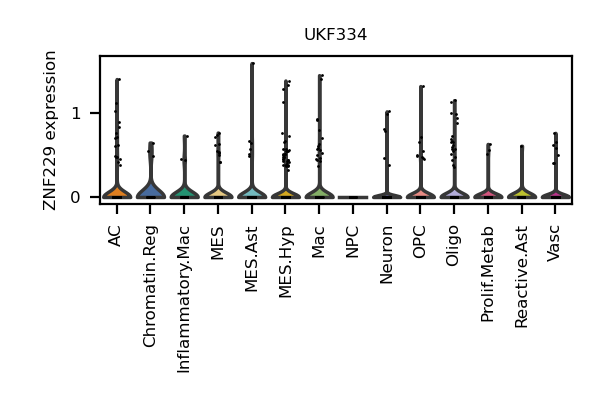 UKF334
ZNF229 expression
1
0
AC
Chromatin.Reg
Inflammatory.Mac
MES
MES.Ast
MES.Hyp
Mac
NPC
Neuron
OPC
Oligo
Prolif.Metab
Reactive.Ast
Vasc